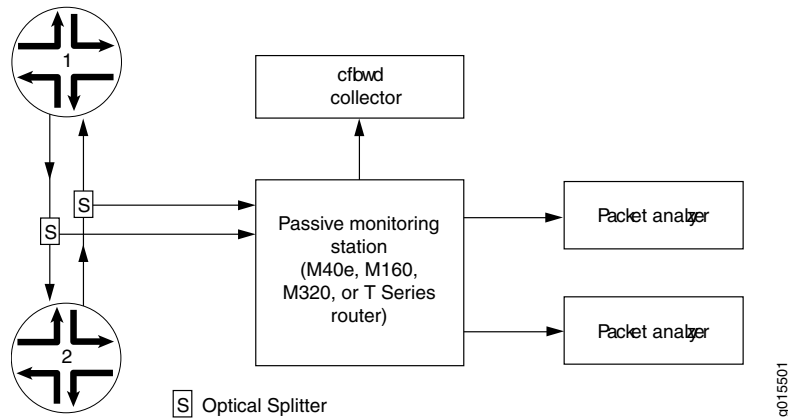 1
cflowd
collector
S
S
Passive monitoring
station
(M40e, M160,
M320, or T Series
router)
Packet analyzer
Packet analyzer
2
S Optical Splitter
g015501